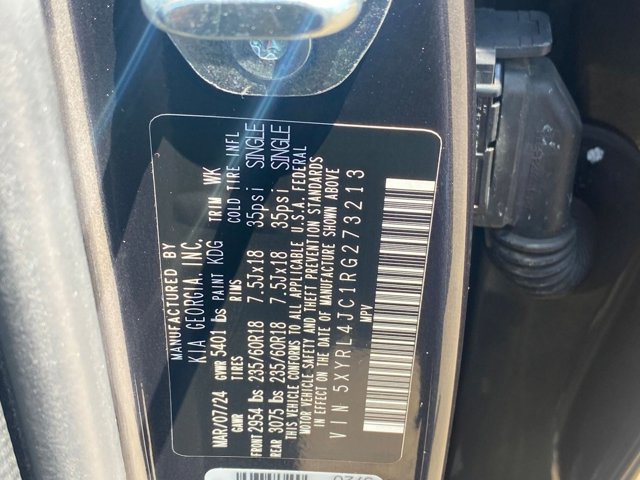 MANUFACTURED BY
KIA GEORGIA INC.
MAR/07/24 GVWR 5401 lbs PAINT KDG TRIM WK
GAWR TIRES RIMS COLD TIRE INFL
FRONT 2954 lbs 235/60R18 7.5Jx18 35psi SINGLE
REAR 3075 lbs 235/60R18 7.5Jx18 35psi SINGLE
THIS VEHICLE CONFORMS TO ALL APPLICABLE U.S.A. FEDERAL
MOTOR VEHICLE SAFETY AND THEFT PREVENTION STANDARDS
IN EFFECT ON THE DATE OF MANUFACTURE SHOWN ABOVE
VIN 5XYRL4JC1RG273213
MPV